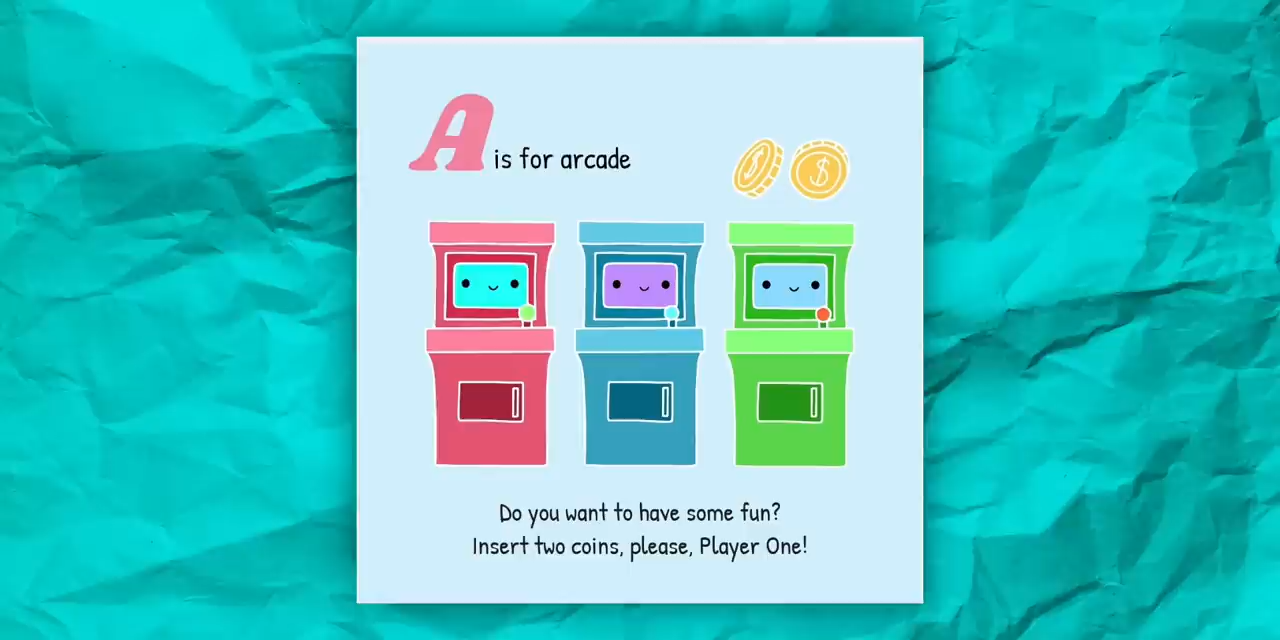 A is for arcade
Do you want to have some fun?
Insert two coins, please, Player One!